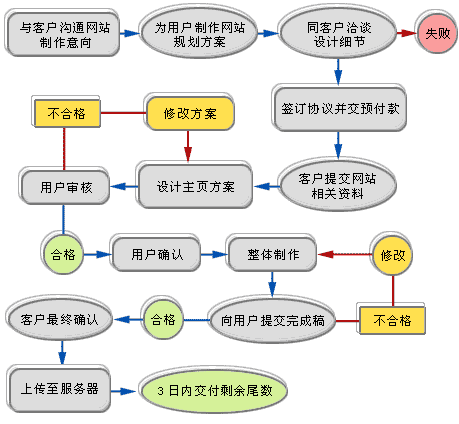 与客户沟通网站
制作意向
为用户制作网站
规划方案
同客户洽谈
设计细节
失败
签订协议并交预付款
客户提交网站
相关资料
设计主页方案
修改方案
不合格
用户审核
合格
用户确认
整体制作
修改
不合格
向用户提交完成稿
合格
客户最终确认
上传至服务器
3日内交付剩余尾数